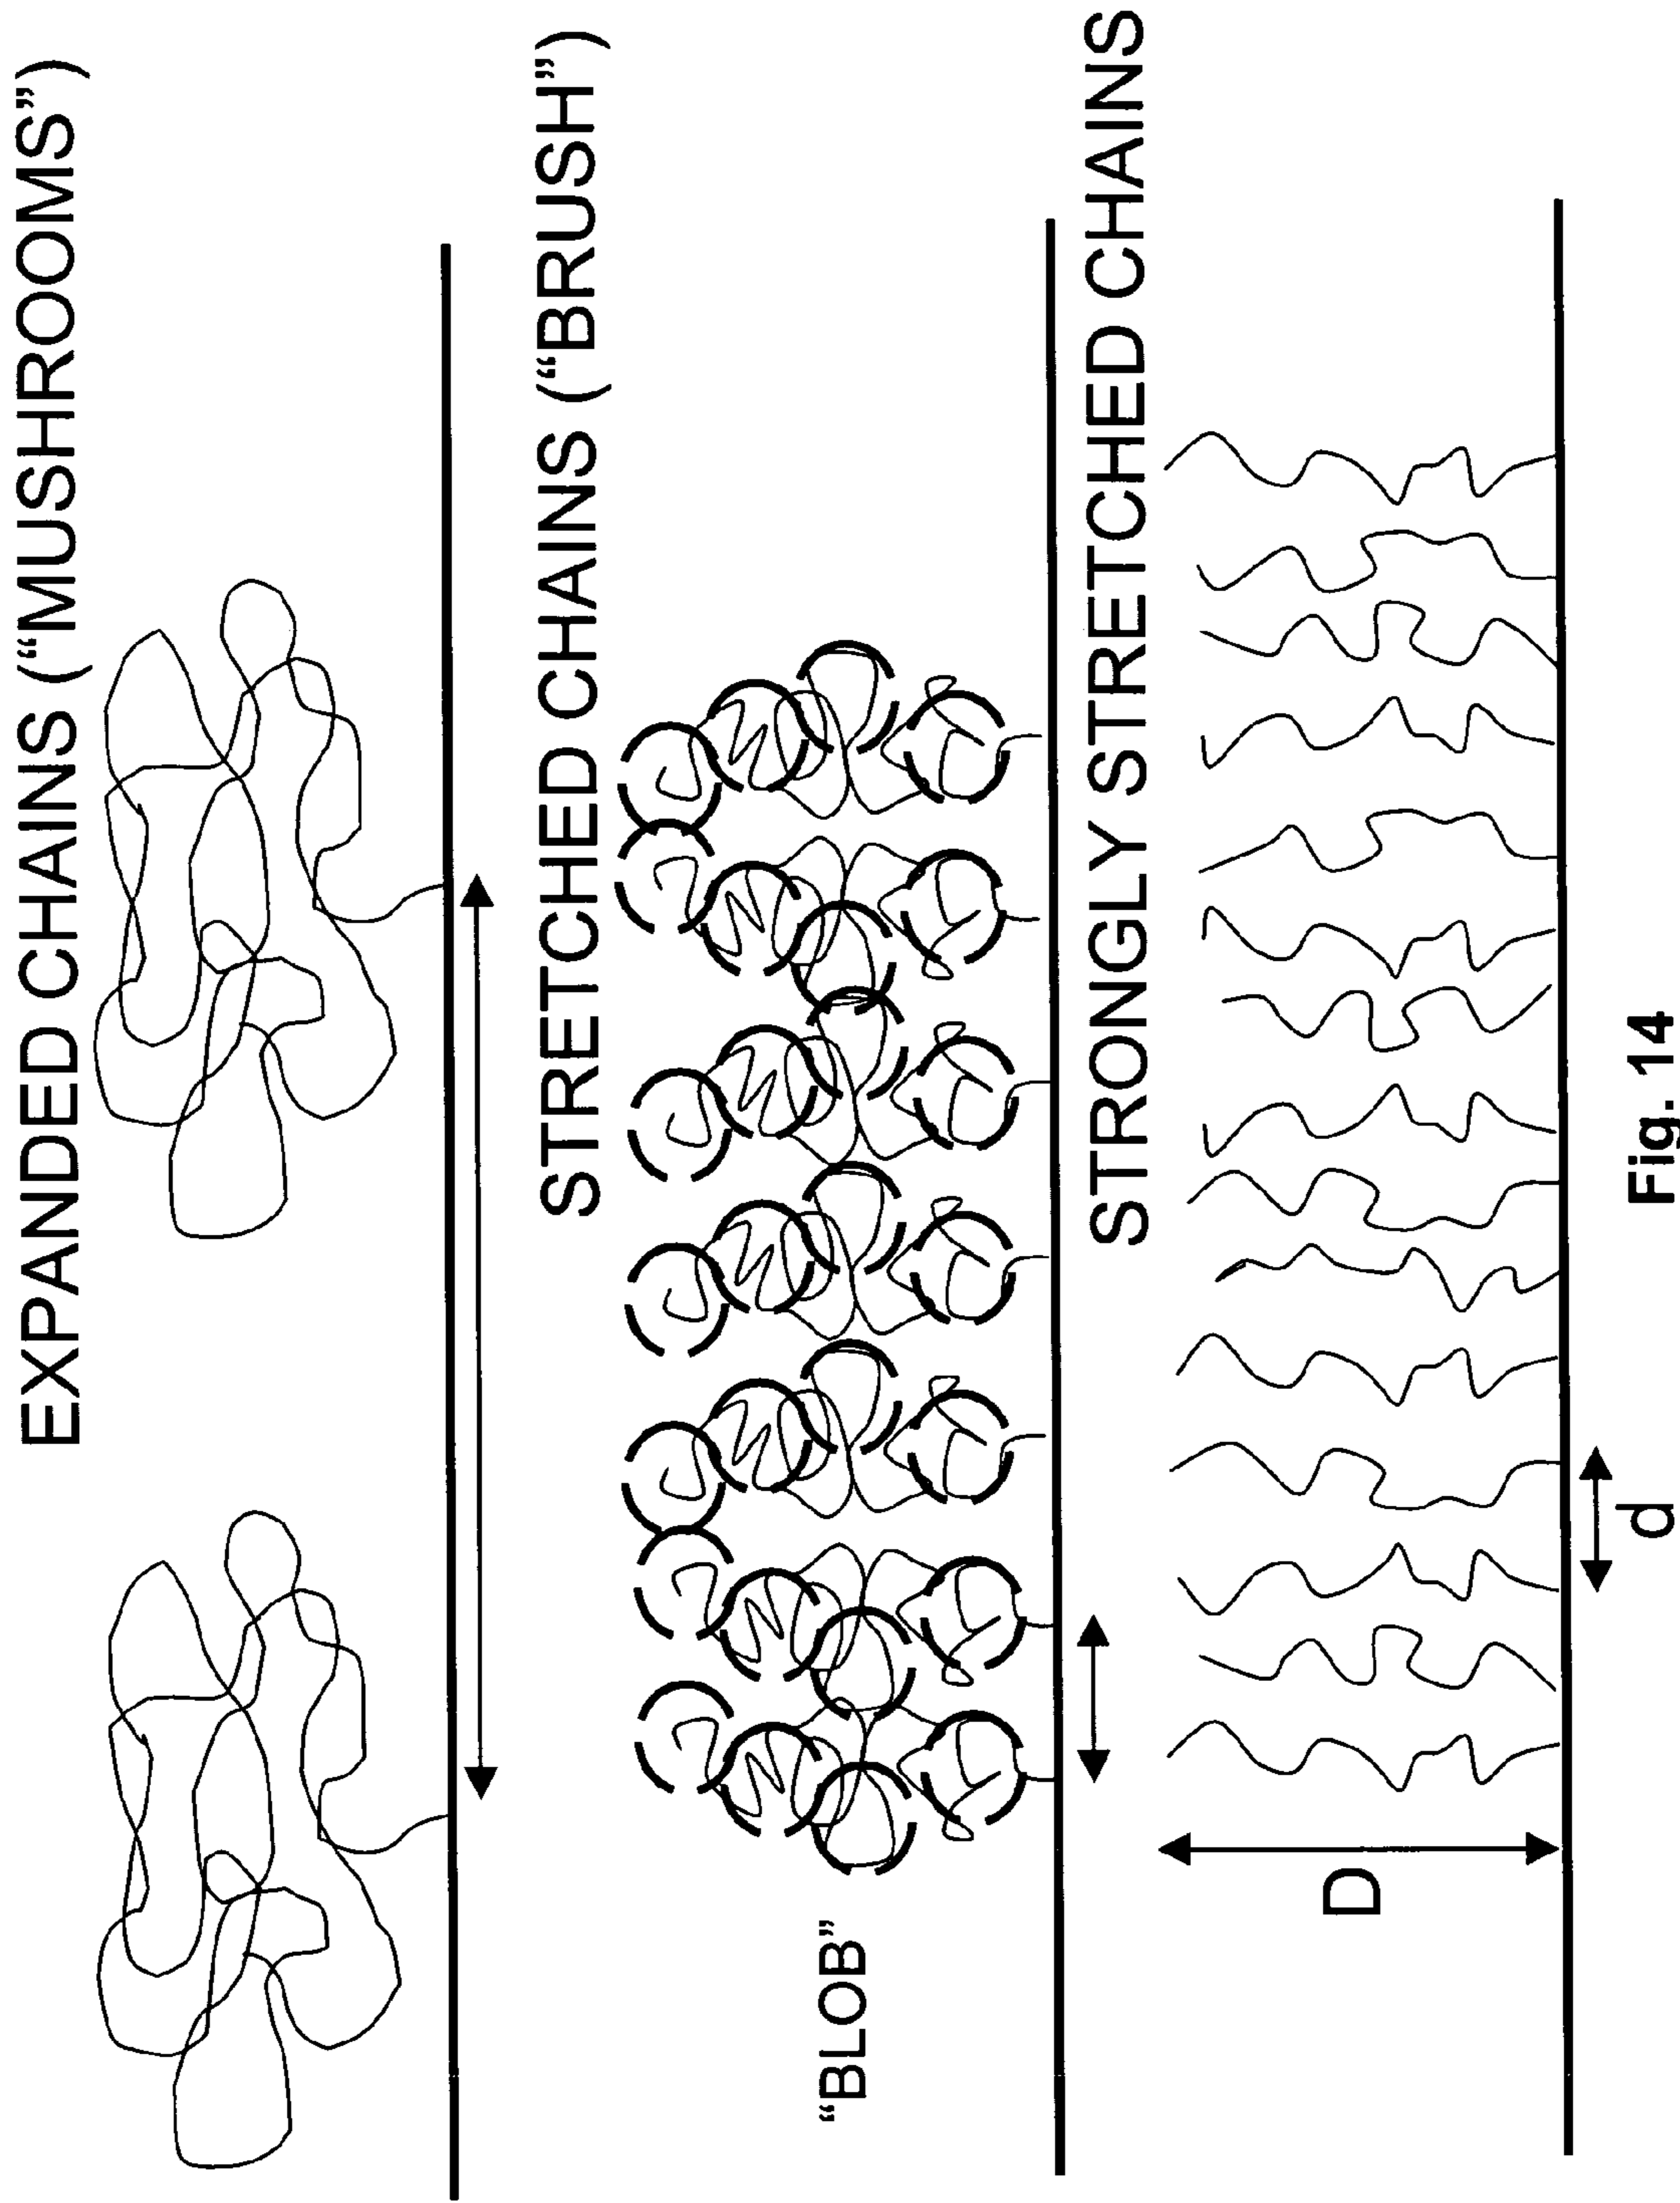 EXPANDED CHAINS (“MUSHROOMS”)
STRETCHED CHAINS (“BRUSH”)
“BLOB”
STRONGLY STRETCHED CHAINS
D
d
Fig. 14